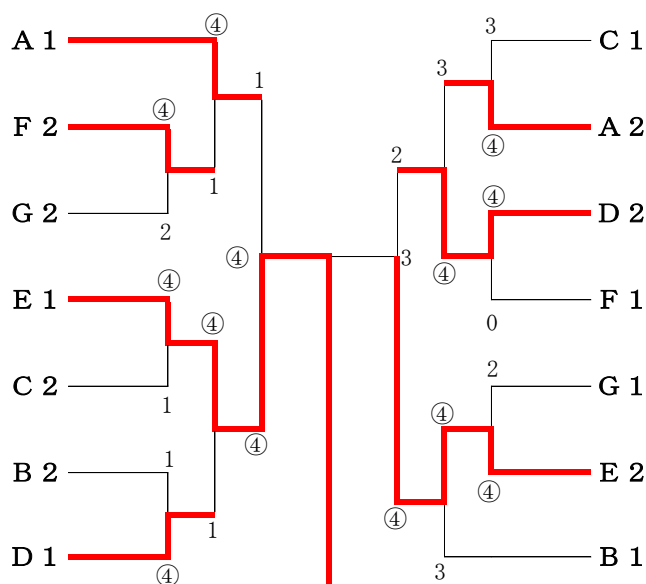 A 1 ④ 3 C 1
1 3
F 2 ④ ④ A 2
2
1
G 2 2 ④ D 2
④ 3
④
E 1 ④ F 1
④ 0
C 2 1 2 G 1
④
④
B 2 1 ④ E 2
1 ④
D 1 ④ 3 B 1